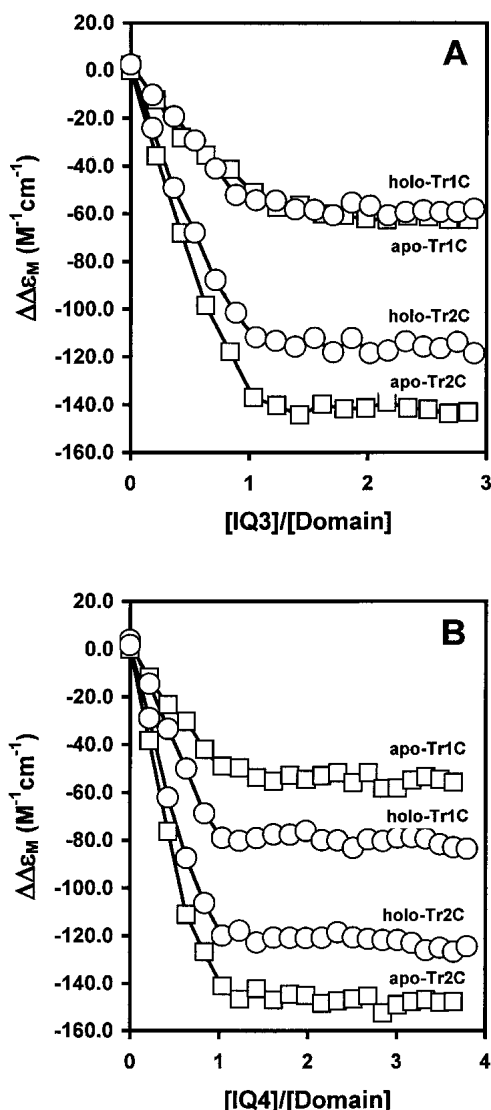 A
20.0
0.0
-20.0
-40.0
-60.0
-80.0
-100.0
-120.0
-140.0
-160.0
ΔΔε_M (M⁻¹cm⁻¹)
holo-Tr1C
apo-Tr1C
holo-Tr2C
apo-Tr2C
0 1 2 3
[IQ3]/[Domain]
B
20.0
0.0
-20.0
-40.0
-60.0
-80.0
-100.0
-120.0
-140.0
-160.0
ΔΔε_M (M⁻¹cm⁻¹)
apo-Tr1C
holo-Tr1C
holo-Tr2C
apo-Tr2C
0 1 2 3 4
[IQ4]/[Domain]